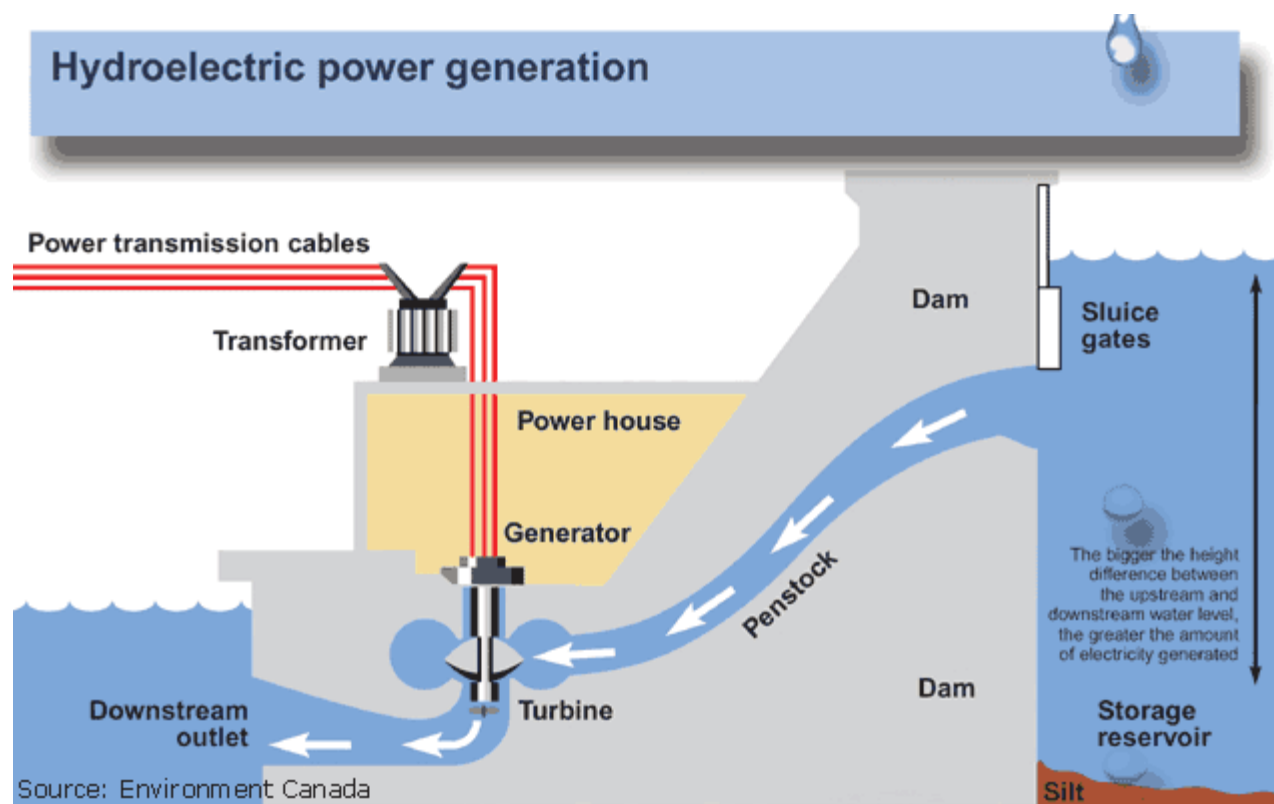 Hydroelectric power generation
Power transmission cables
Transformer
Dam
Sluice
gates
Power house
Generator
Penstock
The bigger the height
difference between
the upstream and
downstream water level,
the greater the amount
of electricity generated
Dam
Downstream
outlet
Turbine
Storage
reservoir
Source: Environment Canada
Silt